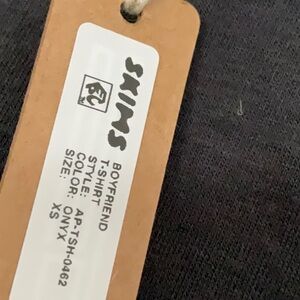 SKIMS
BOYFRIEND
T-SHIRT
STYLE: AP-TSH-0462
COLOR: ONYX
SIZE: XS